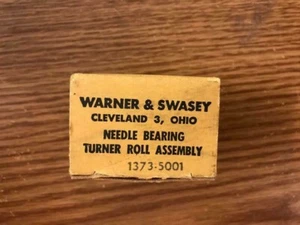 WARNER & SWASEY
CLEVELAND 3, OHIO
NEEDLE BEARING
TURNER ROLL ASSEMBLY
1373-5001